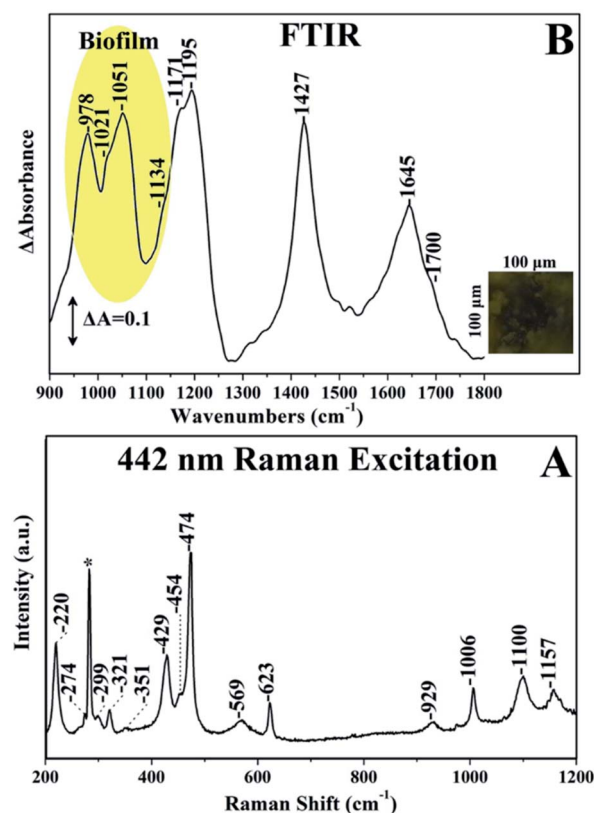 Biofilm
FTIR
B
-978
-1021
-1051
-1134
-1171
-1195
1427
1645
-1700
ΔAbsorbance
ΔA=0.1
100 µm
100 µm
900 1000 1100 1200 1300 1400 1500 1600 1700 1800
Wavenumbers (cm-1)
442 nm Raman Excitation
A
-220
-274
*
-299
-321
-351
-429
-454
-474
-569
-623
-929
-1006
-1100
-1157
Intensity (a.u.)
200 400 600 800 1000 1200
Raman Shift (cm-1)